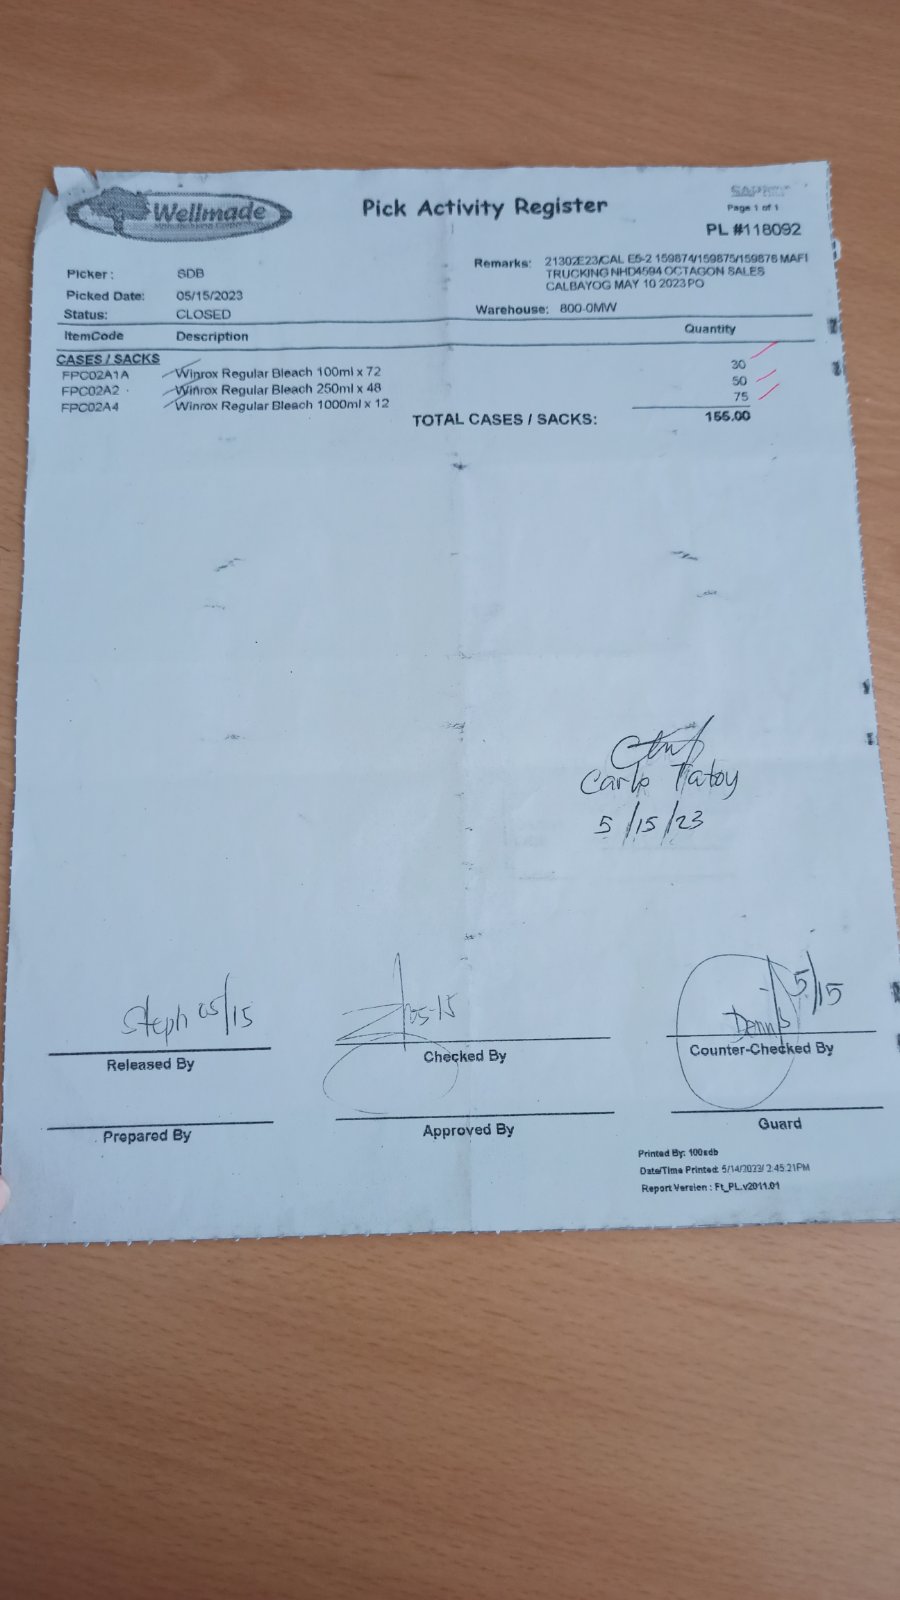 Wellmade
Pick Activity Register
Page 1 of 1
PL #118092
Picker: SDB
Picked Date: 05/15/2023
Status: CLOSED
Remarks: 21302E23/CAL E5-2 159874/159875/159876 MAFI
TRUCKING NHD4594 OCTAGON SALES
CALBAYOG MAY 10 2023 PO
Warehouse: 800-0MW
ItemCode Description Quantity
CASES / SACKS
FPC02A1A Winrox Regular Bleach 100ml x 72 30
FPC02A2 Winrox Regular Bleach 250ml x 48 50
FPC02A4 Winrox Regular Bleach 1000ml x 12 75
TOTAL CASES / SACKS: 155.00
Carlo Tatoy
5/15/23
Steph 05/15
05-15
Dennis 5/15
Released By
Checked By
Counter-Checked By
Prepared By
Approved By
Guard
Printed By: 100sdb
Date/Time Printed: 5/14/2023/ 2:45:21PM
Report Version : Ft_PL.v2011.01